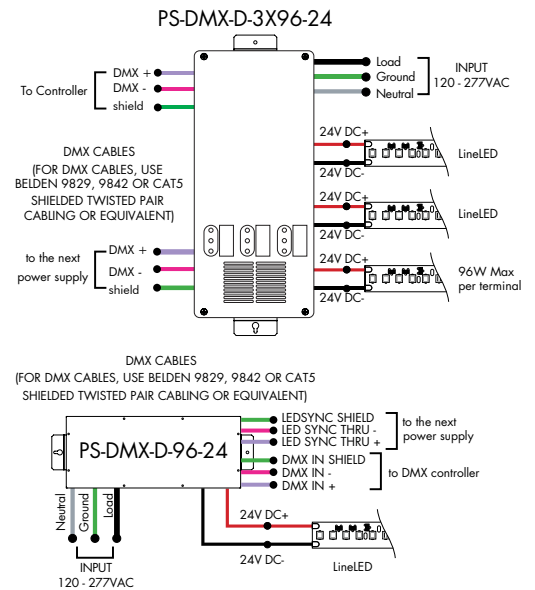 PS-DMX-D-3X96-24
DMX +
DMX -
shield
To Controller
Load
Ground
Neutral
INPUT
120 - 277VAC
DMX CABLES
(FOR DMX CABLES, USE
BELDEN 9829, 9842 OR CAT5
SHIELDED TWISTED PAIR
CABLING OR EQUIVALENT)
24V DC+
24V DC-
LineLED
24V DC+
24V DC-
LineLED
24V DC+
24V DC-
96W Max
per terminal
to the next
power supply
DMX +
DMX -
shield
DMX CABLES
(FOR DMX CABLES, USE BELDEN 9829, 9842 OR CAT5
SHIELDED TWISTED PAIR CABLING OR EQUIVALENT)
PS-DMX-D-96-24
LEDSYNC SHIELD
LED SYNC THRU -
LED SYNC THRU +
to the next
power supply
DMX IN SHIELD
DMX IN -
DMX IN +
to DMX controller
Neutral
Ground
Load
INPUT
120 - 277VAC
24V DC+
24V DC-
LineLED